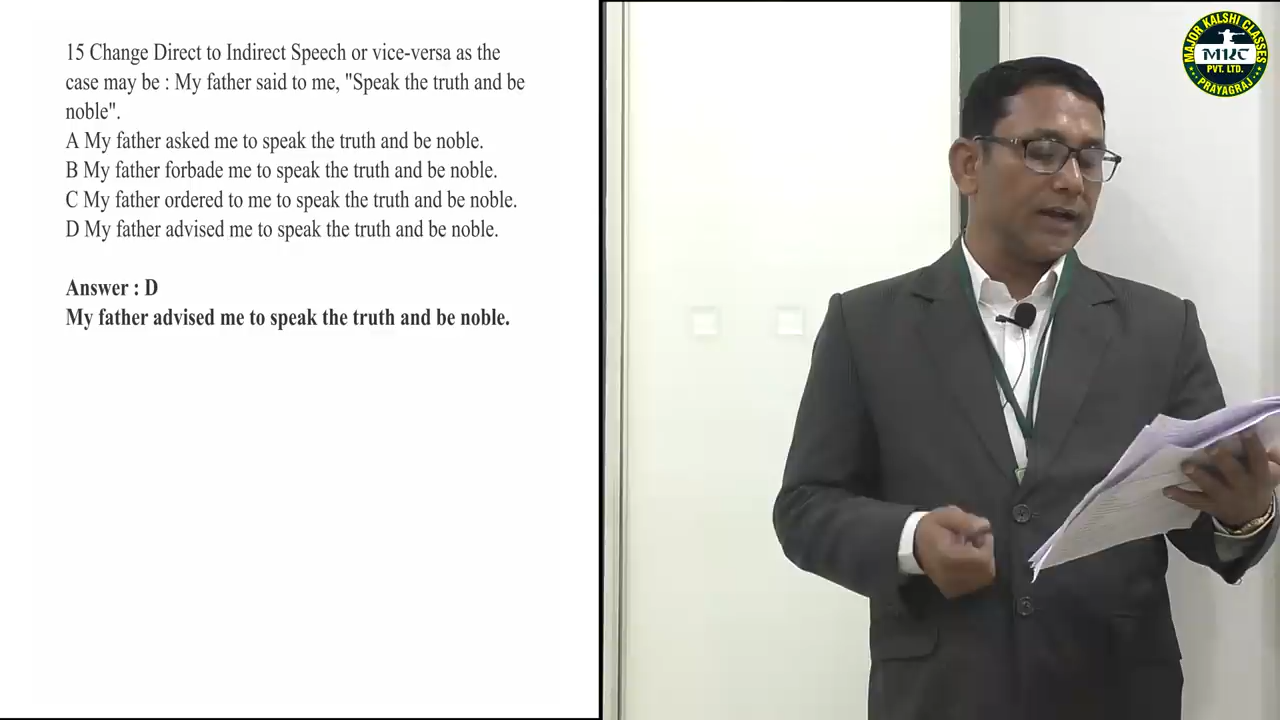 15 Change Direct to Indirect Speech or vice-versa as the
case may be : My father said to me, "Speak the truth and be
noble".
A My father asked me to speak the truth and be noble.
B My father forbade me to speak the truth and be noble.
C My father ordered to me to speak the truth and be noble.
D My father advised me to speak the truth and be noble.
Answer : D
My father advised me to speak the truth and be noble.
MAJOR KALSHI CLASSES
MKC
PVT. LTD.
PRAYAGRAJ